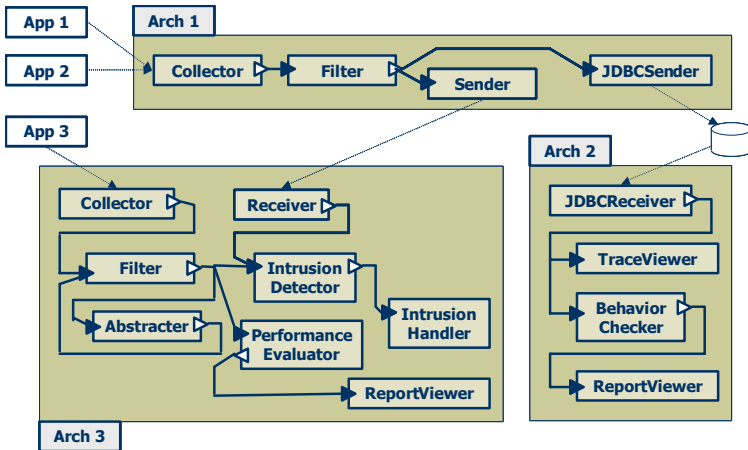 App 1
Arch 1
App 2
Collector
Filter
Sender
JDBCSender
App 3
Arch 2
Collector
Receiver
JDBCReceiver
Filter
Intrusion
Detector
TraceViewer
Abstracter
Performance
Evaluator
Intrusion
Handler
Behavior
Checker
ReportViewer
ReportViewer
Arch 3